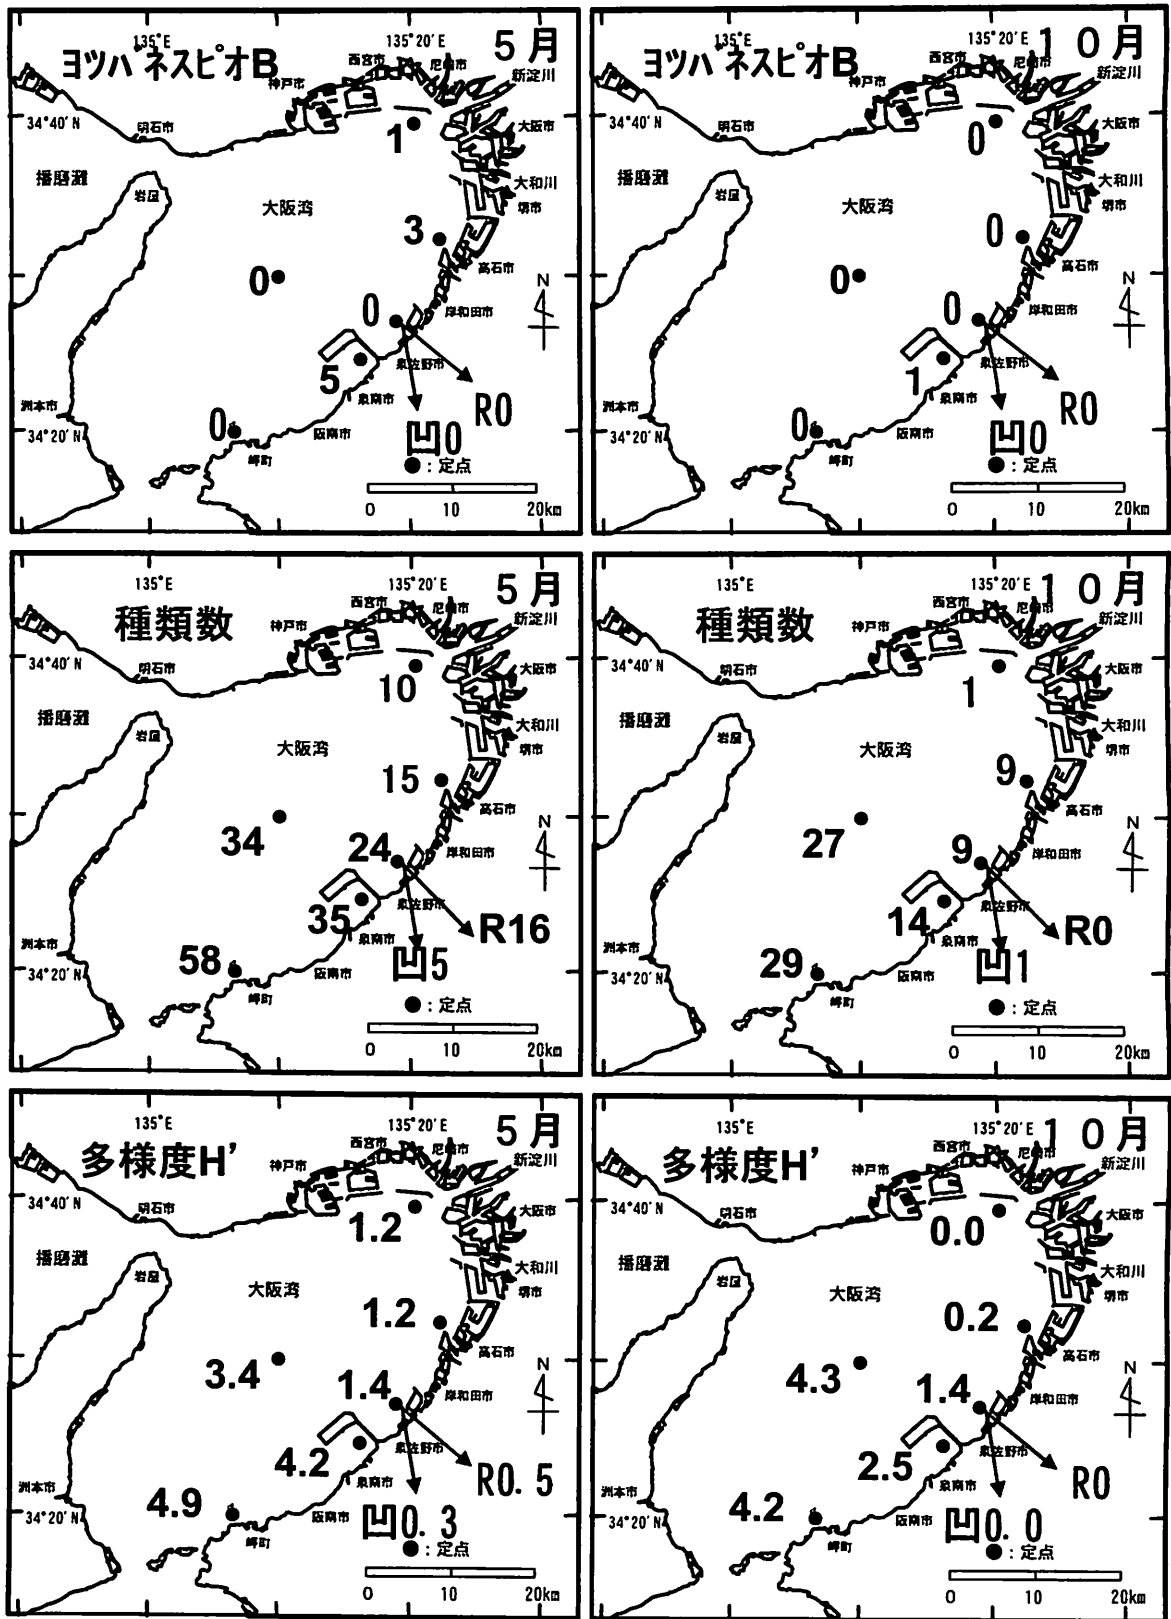 135°E
135°20'E
5月
ヨツバネスピオB
西宮市
尼崎市
新淀川
神戸市
34°40'N
明石市
1
大阪市
播磨灘
岩屋
大和川
堺市
大阪湾
3
高石市
0
N
0
岸和田市
泉佐野市
5
泉南市
R0
洲本市
34°20'N
0
阪南市
凹0
岬町
●:定点
0 10 20km
135°E
135°20'E
10月
ヨツバネスピオB
西宮市
尼崎市
新淀川
神戸市
34°40'N
明石市
0
大阪市
播磨灘
岩屋
大和川
堺市
大阪湾
0
高石市
0
N
0
岸和田市
泉佐野市
1
泉南市
R0
洲本市
34°20'N
0
阪南市
凹0
岬町
●:定点
0 10 20km
135°E
135°20'E
5月
種類数
西宮市
尼崎市
新淀川
神戸市
34°40'N
明石市
10
大阪市
播磨灘
岩屋
大和川
堺市
大阪湾
15
高石市
34
N
24
岸和田市
泉佐野市
35
泉南市
R16
洲本市
34°20'N
58
阪南市
凹5
岬町
●:定点
0 10 20km
135°E
135°20'E
10月
種類数
西宮市
尼崎市
新淀川
神戸市
34°40'N
明石市
1
大阪市
播磨灘
岩屋
大和川
堺市
大阪湾
9
高石市
27
N
9
岸和田市
泉佐野市
14
泉南市
R0
洲本市
34°20'N
29
阪南市
凹1
岬町
●:定点
0 10 20km
135°E
135°20'E
5月
多様度H'
西宮市
尼崎市
新淀川
神戸市
34°40'N
明石市
1.2
大阪市
播磨灘
岩屋
大和川
堺市
大阪湾
1.2
高石市
3.4
N
1.4
岸和田市
泉佐野市
4.2
泉南市
R0.5
洲本市
34°20'N
4.9
阪南市
凹0.3
岬町
●:定点
0 10 20km
135°E
135°20'E
10月
多様度H'
西宮市
尼崎市
新淀川
神戸市
34°40'N
明石市
0.0
大阪市
播磨灘
岩屋
大和川
堺市
大阪湾
0.2
高石市
4.3
N
1.4
岸和田市
泉佐野市
2.5
泉南市
R0
洲本市
34°20'N
4.2
阪南市
凹0.0
岬町
●:定点
0 10 20km